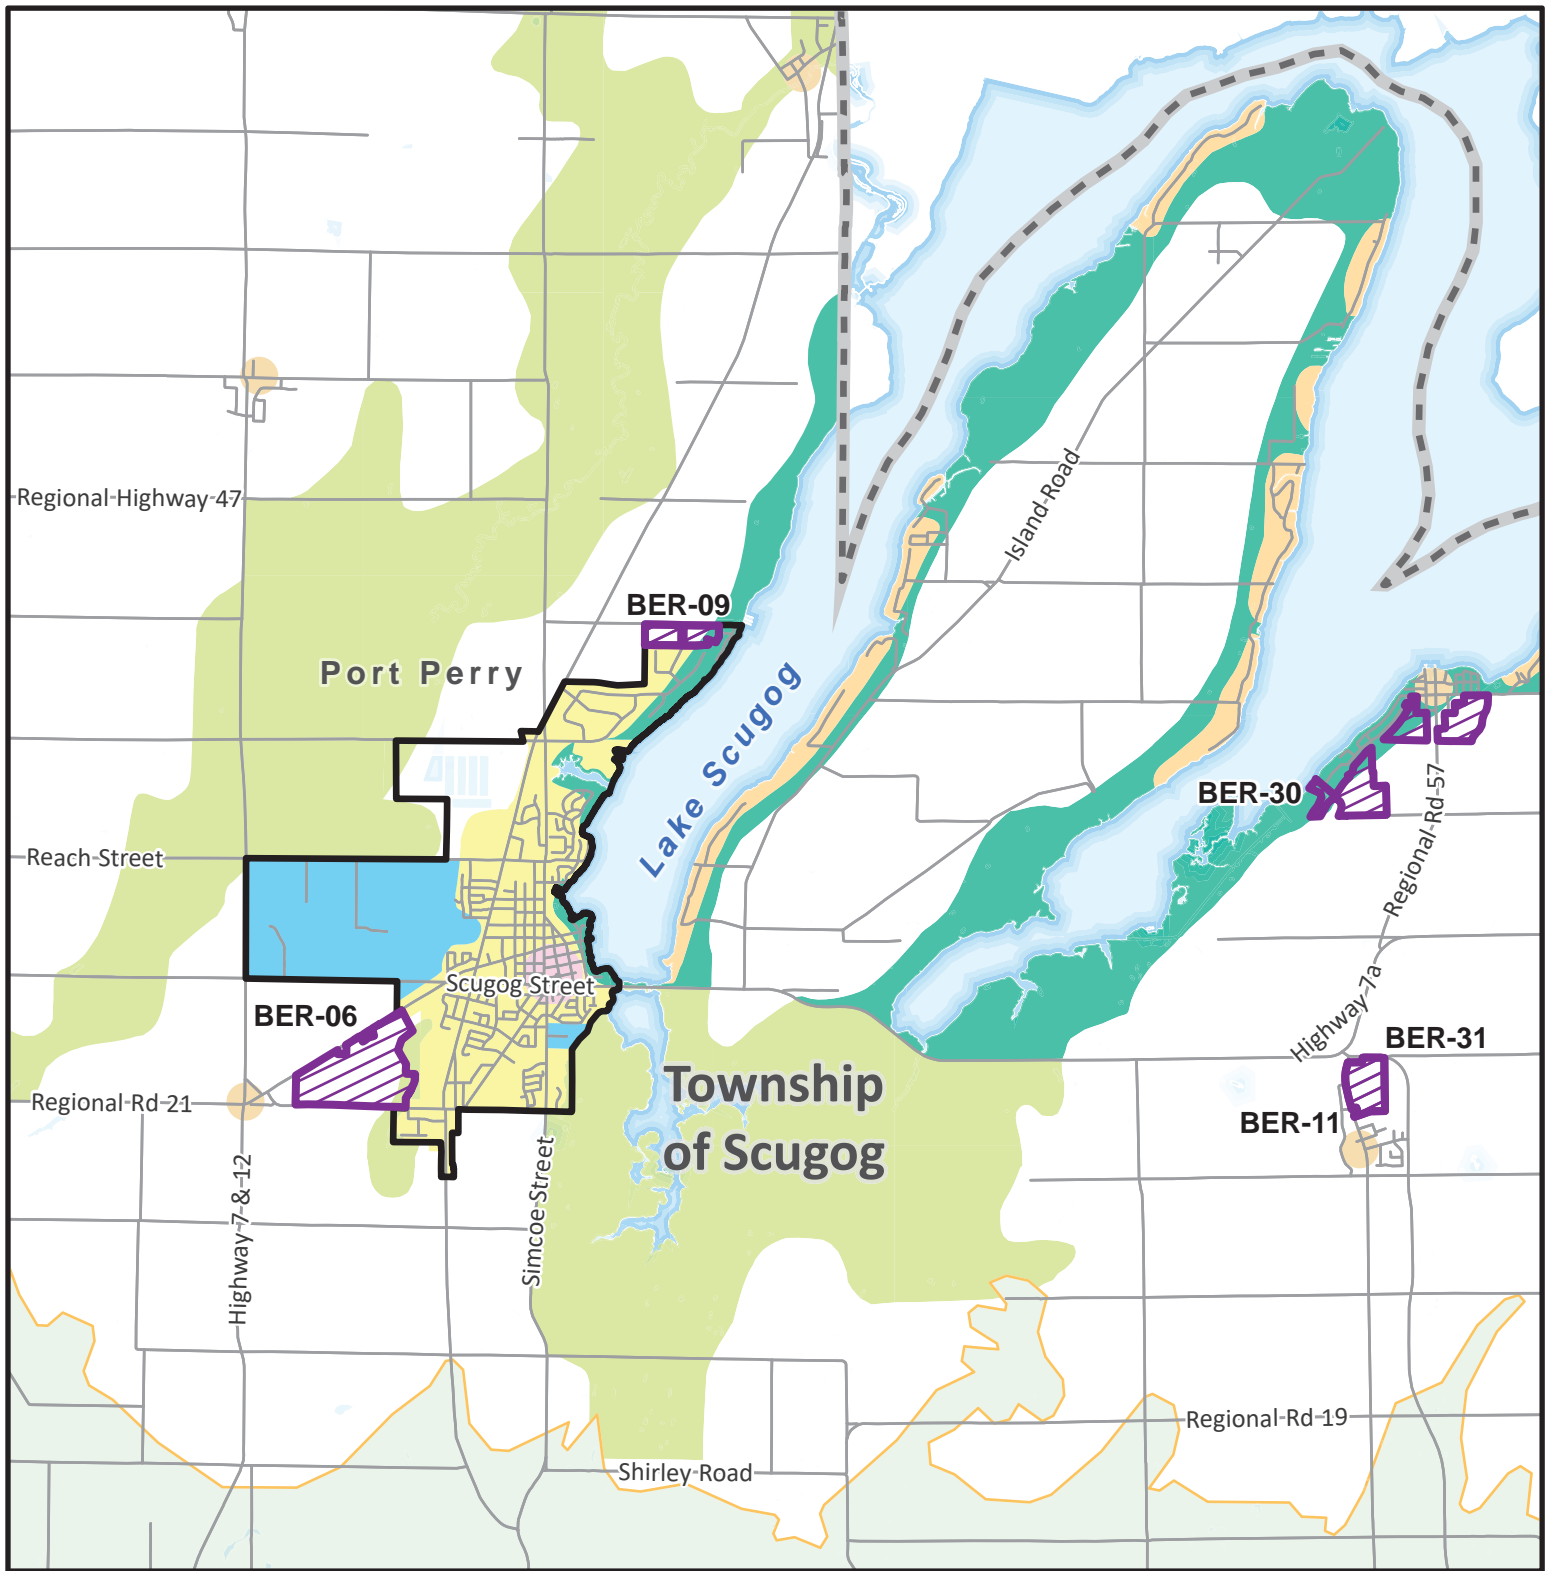 Regional Highway 47
Island Road
BER-09
Port Perry
Lake Scugog
BER-30
Regional Rd 57
Reach Street
Scugog Street
BER-06
Highway 7a
BER-31
Township
of Scugog
Regional Rd 21
BER-11
Highway 7 & 12
Simcoe Street
Regional Rd 19
Shirley Road